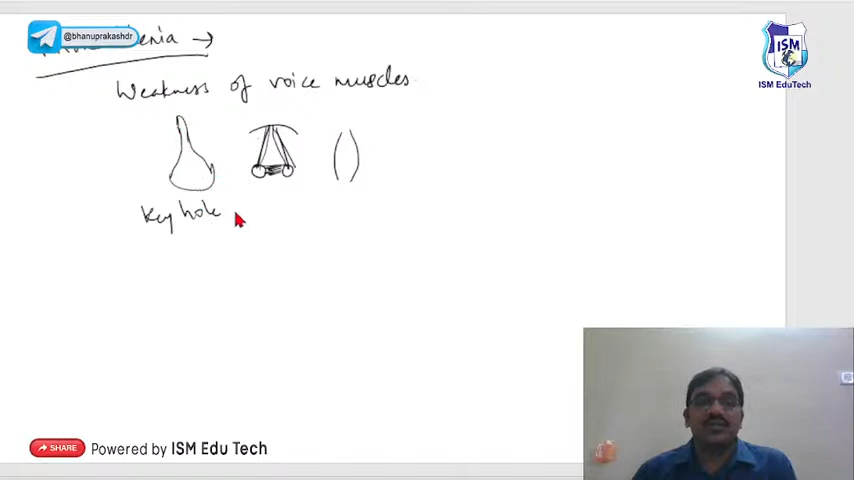 @bhanuprakashdr
→
ISM
ISM EduTech
Weakness of voice muscles
Key hole
SHARE Powered by ISM Edu Tech